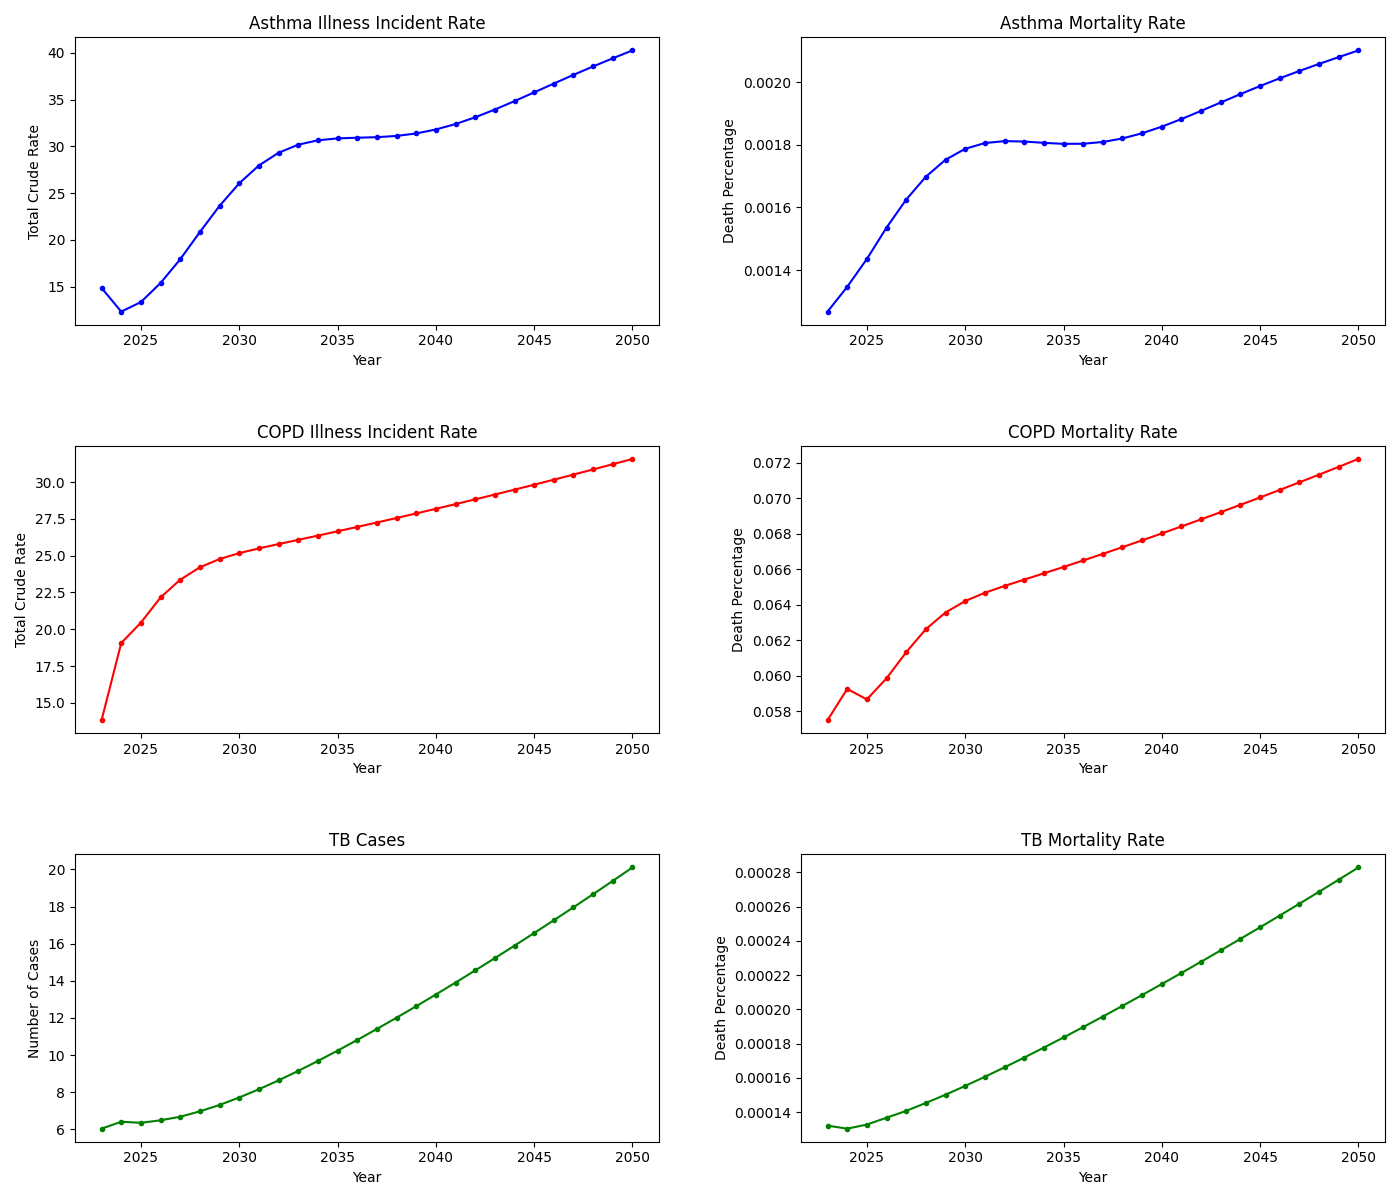 Asthma Illness Incident Rate
Total Crude Rate
40
35
30
25
20
15
2025 2030 2035 2040 2045 2050
Year
Asthma Mortality Rate
Death Percentage
0.0020
0.0018
0.0016
0.0014
2025 2030 2035 2040 2045 2050
Year
COPD Illness Incident Rate
Total Crude Rate
30.0
27.5
25.0
22.5
20.0
17.5
15.0
2025 2030 2035 2040 2045 2050
Year
COPD Mortality Rate
Death Percentage
0.072
0.070
0.068
0.066
0.064
0.062
0.060
0.058
2025 2030 2035 2040 2045 2050
Year
TB Cases
Number of Cases
20
18
16
14
12
10
8
6
2025 2030 2035 2040 2045 2050
Year
TB Mortality Rate
Death Percentage
0.00028
0.00026
0.00024
0.00022
0.00020
0.00018
0.00016
0.00014
2025 2030 2035 2040 2045 2050
Year